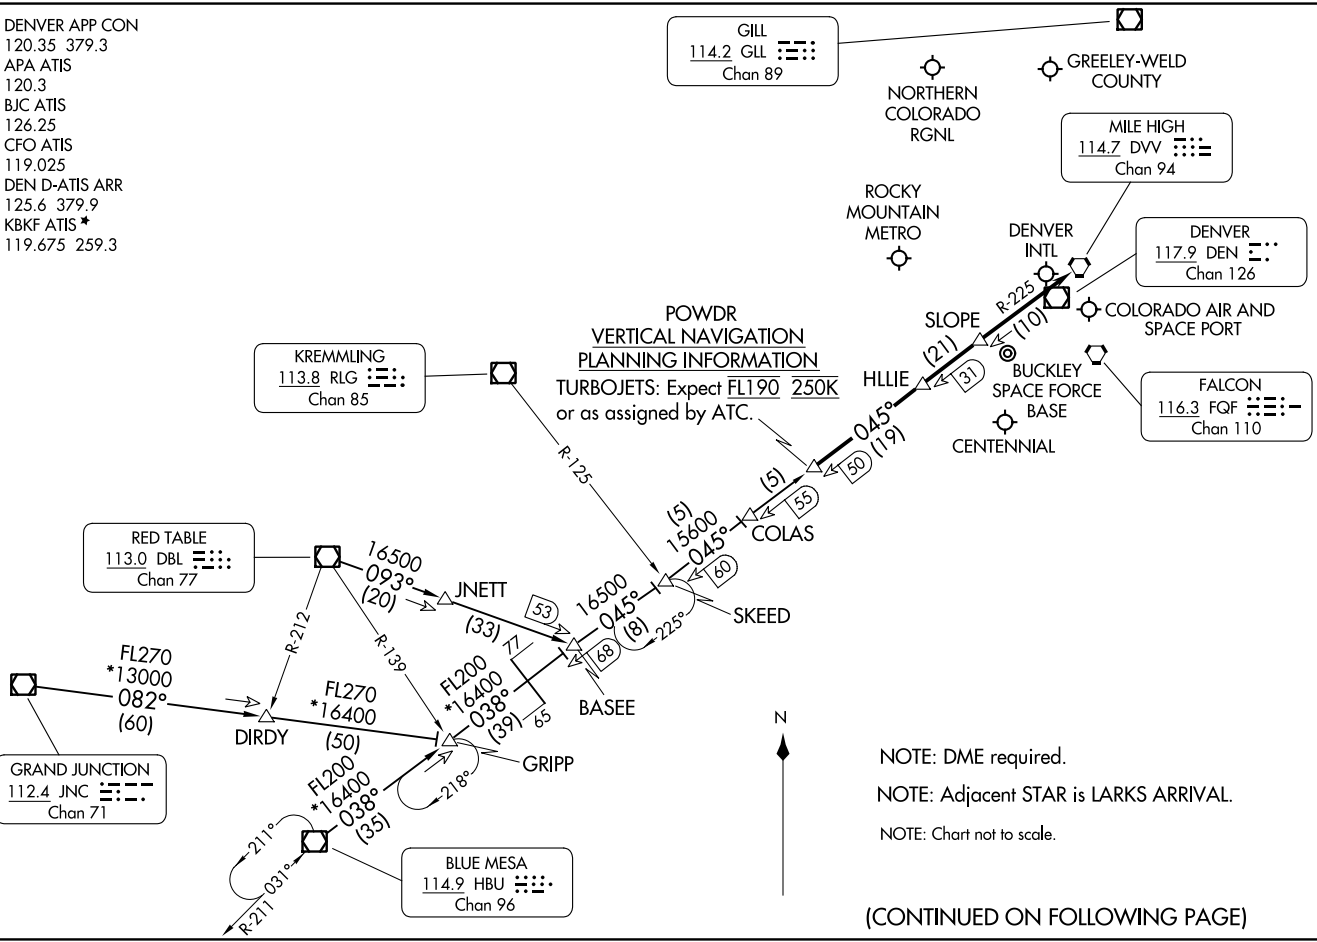 DENVER APP CON
120.35 379.3
APA ATIS
120.3
BJC ATIS
126.25
CFO ATIS
119.025
DEN D-ATIS ARR
125.6 379.9
KBKF ATIS *
119.675 259.3
GILL
114.2 GLL
Chan 89
NORTHERN
COLORADO
RGNL
GREELEY-WELD
COUNTY
MILE HIGH
114.7 DVV
Chan 94
ROCKY
MOUNTAIN
METRO
DENVER
INTL
DENVER
117.9 DEN
Chan 126
R-225
COLORADO AIR AND
SPACE PORT
POWDR
VERTICAL NAVIGATION
PLANNING INFORMATION
TURBOJETS: Expect FL190 250K
or as assigned by ATC.
SLOPE
(10)
(21)
HLLIE
31
BUCKLEY
SPACE FORCE
BASE
CENTENNIAL
FALCON
116.3 FQF
Chan 110
KREMMLING
113.8 RLG
Chan 85
R-125
045°
(19)
50
(5)
55
COLAS
(5)
15600
045°
60
SKEED
RED TABLE
113.0 DBL
Chan 77
16500
093°
(20)
JNETT
(33)
53
16500
045°
(8)
225°
68
BASEE
R-212
R-139
77
65
FL200
*16400
038°
(39)
FL270
*13000
082°
(60)
DIRDY
FL270
*16400
(50)
GRIPP
218°
GRAND JUNCTION
112.4 JNC
Chan 71
FL200
*16400
038°
(35)
211°
031°
R-211
BLUE MESA
114.9 HBU
Chan 96
N
NOTE: DME required.
NOTE: Adjacent STAR is LARKS ARRIVAL.
NOTE: Chart not to scale.
(CONTINUED ON FOLLOWING PAGE)